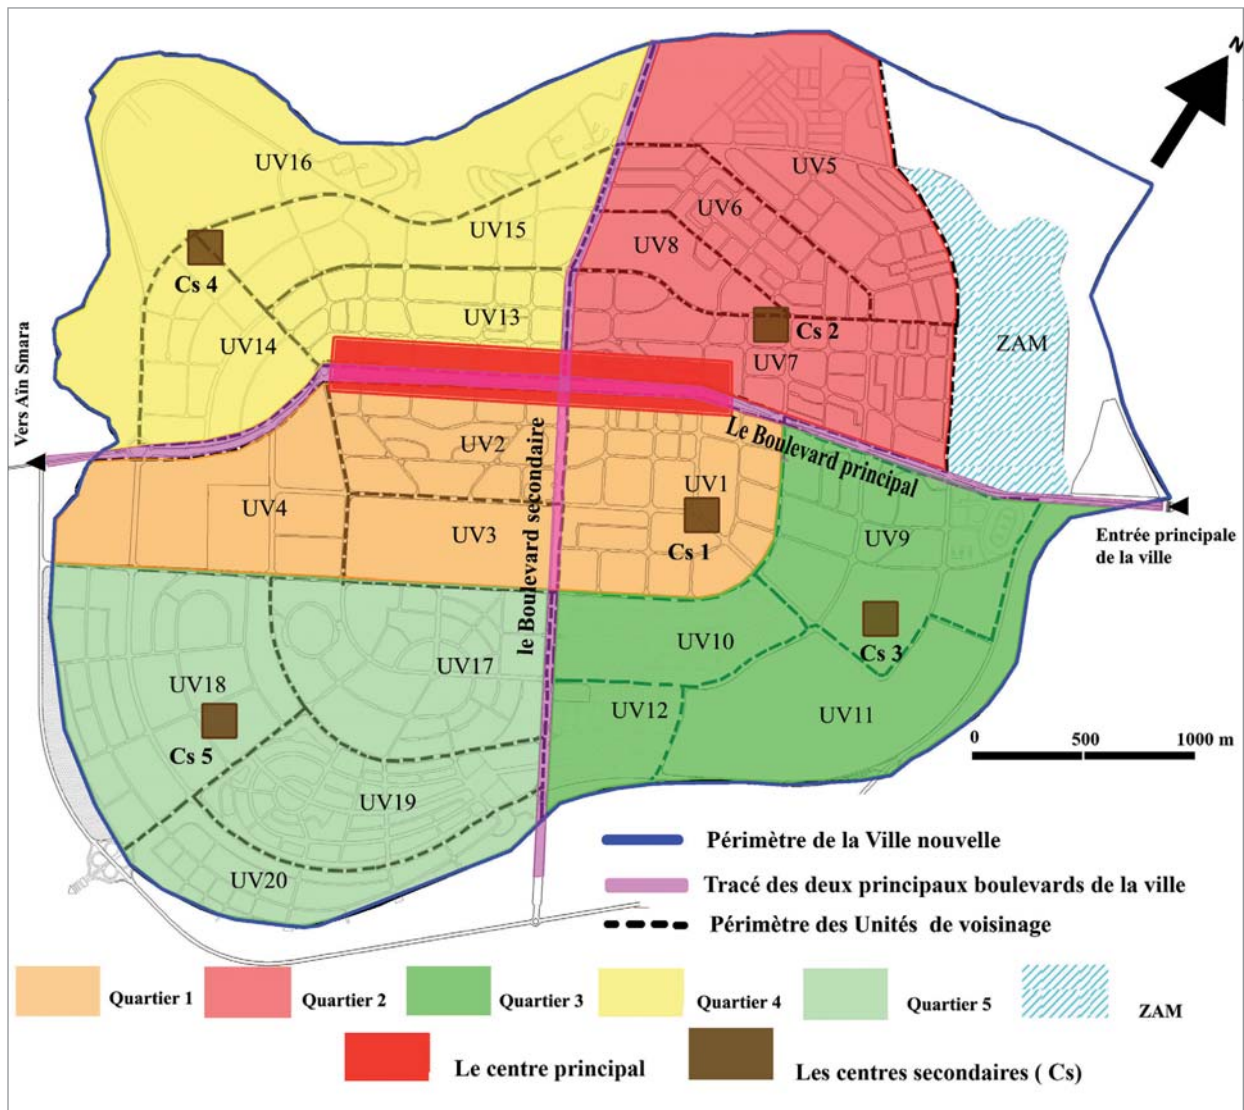 N
UV16
UV5
UV6
UV15
UV8
Cs 4
UV13
Cs 2
UV14
UV7
ZAM
Vers Aïn Smara
Le Boulevard principal
UV2
le Boulevard secondaire
UV1
UV4
UV3
Cs 1
UV9
Entrée principale
de la ville
UV10
Cs 3
UV17
UV18
UV12
UV11
Cs 5
0 500 1000 m
UV19
UV20
Périmètre de la Ville nouvelle
Tracé des deux principaux boulevards de la ville
Périmètre des Unités de voisinage
Quartier 1
Quartier 2
Quartier 3
Quartier 4
Quartier 5
ZAM
Le centre principal
Les centres secondaires ( Cs)